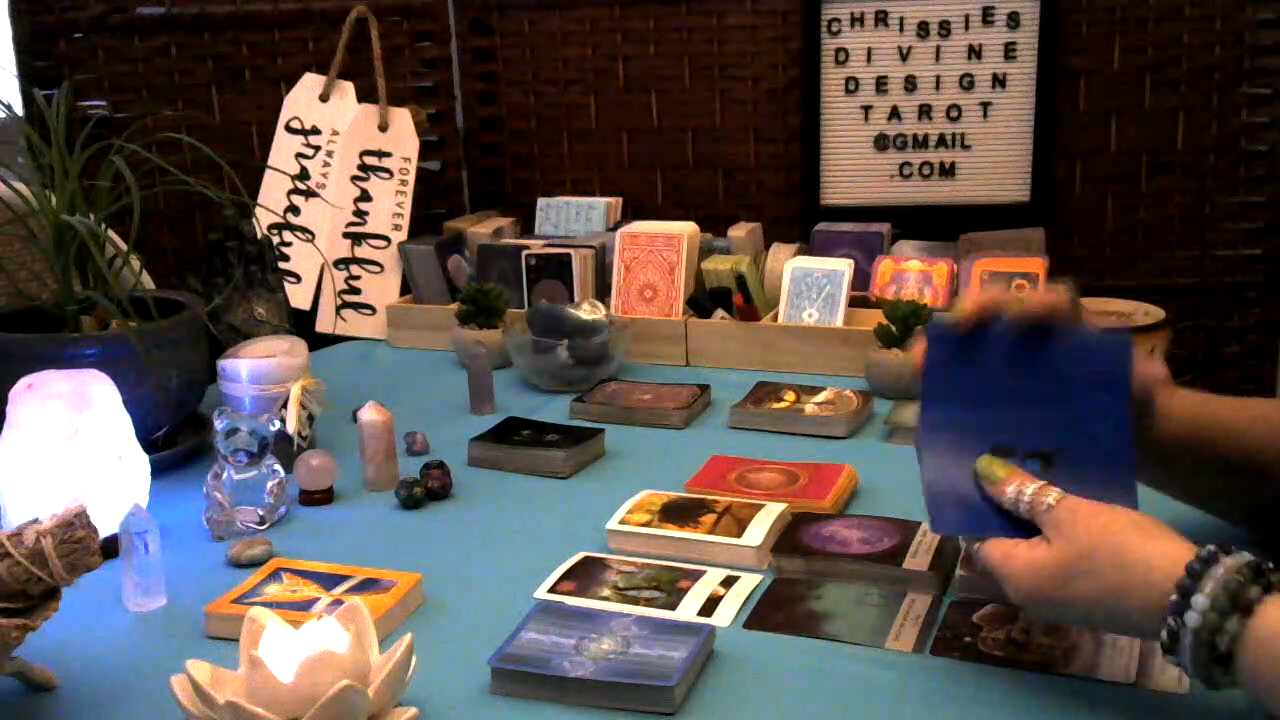 CHRISSIES
DIVINE
DESIGN
TAROT
@GMAIL
.COM
ALWAYS
grateful
FOREVER
thankful